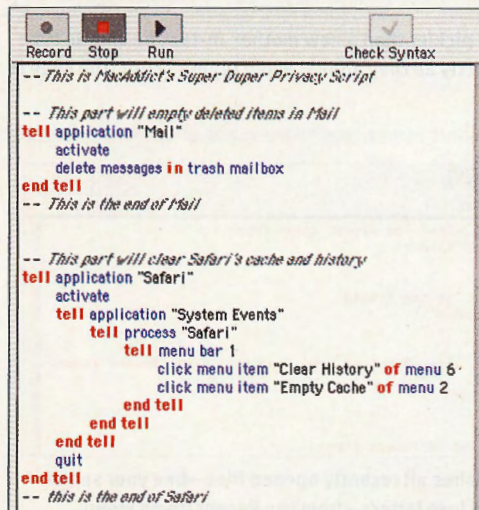 Record Stop Run Check Syntax
-- This is MacAddict's Super Duper Privacy Script
-- This part will empty deleted items in Mail
tell application "Mail"
activate
delete messages in trash mailbox
end tell
-- This is the end of Mail
-- This part will clear Safari's cache and history
tell application "Safari"
activate
tell application "System Events"
tell process "Safari"
tell menu bar 1
click menu item "Clear History" of menu 6
click menu item "Empty Cache" of menu 2
end tell
end tell
end tell
quit
end tell
-- this is the end of Safari